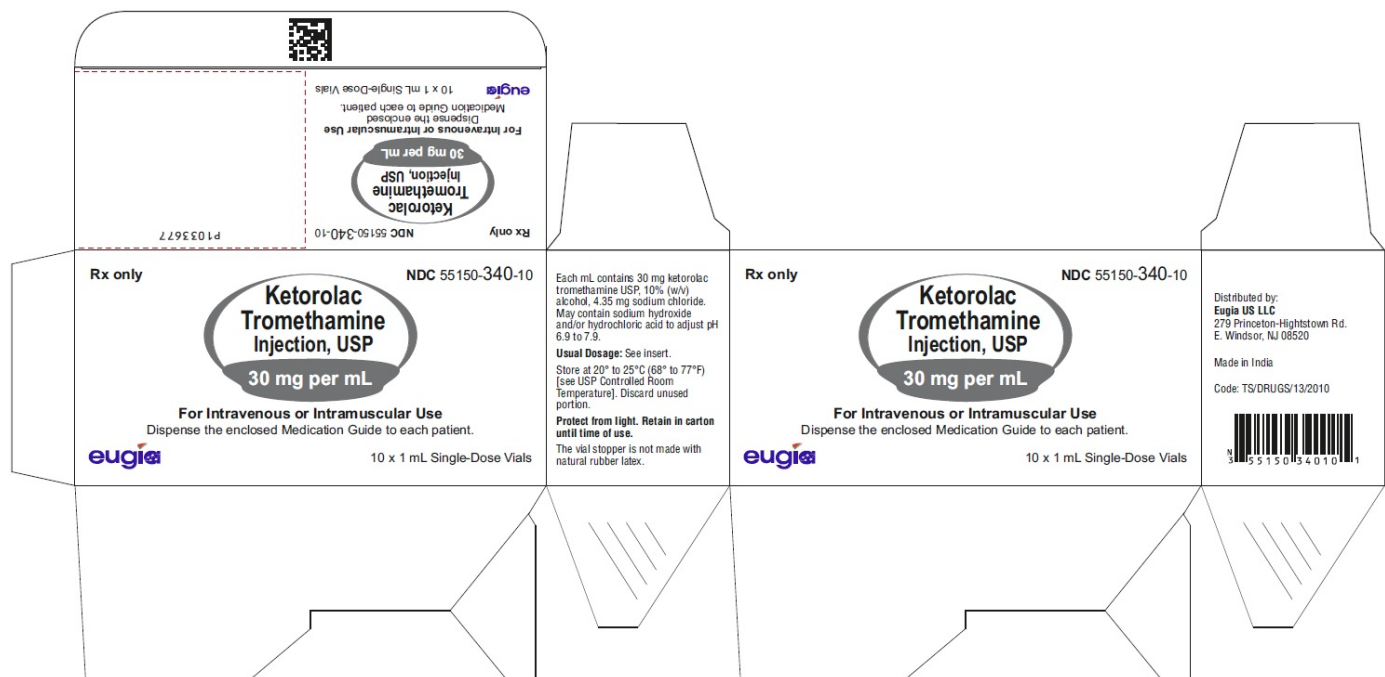 eugia
10 x 1 mL Single-Dose Vials
Medication Guide to each patient.
Dispense the enclosed
For Intravenous or Intramuscular Use
30 mg per mL
Injection, USP
Tromethamine
Ketorolac
Rx only
NDC 55150-340-10
P1033677
Rx only
NDC 55150-340-10
Ketorolac
Tromethamine
Injection, USP
30 mg per mL
For Intravenous or Intramuscular Use
Dispense the enclosed Medication Guide to each patient.
eugia
10 x 1 mL Single-Dose Vials
Each mL contains 30 mg ketorolac
tromethamine USP, 10% (w/v)
alcohol, 4.35 mg sodium chloride.
May contain sodium hydroxide
and/or hydrochloric acid to adjust pH
6.9 to 7.9.
Usual Dosage: See insert.
Store at 20° to 25°C (68° to 77°F)
[see USP Controlled Room
Temperature]. Discard unused
portion.
Protect from light. Retain in carton
until time of use.
The vial stopper is not made with
natural rubber latex.
Rx only
NDC 55150-340-10
Ketorolac
Tromethamine
Injection, USP
30 mg per mL
For Intravenous or Intramuscular Use
Dispense the enclosed Medication Guide to each patient.
eugia
10 x 1 mL Single-Dose Vials
Distributed by:
Eugia US LLC
279 Princeton-Hightstown Rd.
E. Windsor, NJ 08520
Made in India
Code: TS/DRUGS/13/2010
N
3 55150 34010 1